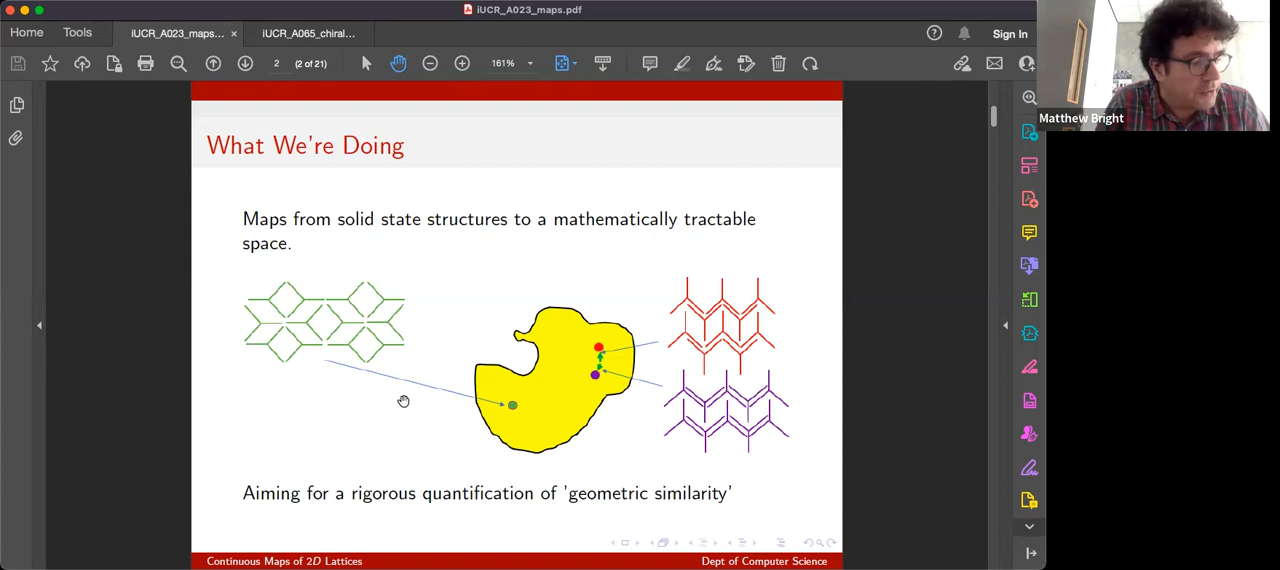 iUCR_A023_maps.pdf
Home
Tools
iUCR_A023_maps...
×
iUCR_A065_chiral...
Sign In
2
(2 of 21)
161%
Matthew Bright
What We're Doing
Maps from solid state structures to a mathematically tractable
space.
Aiming for a rigorous quantification of 'geometric similarity'
Continuous Maps of 2D Lattices
Dept of Computer Science